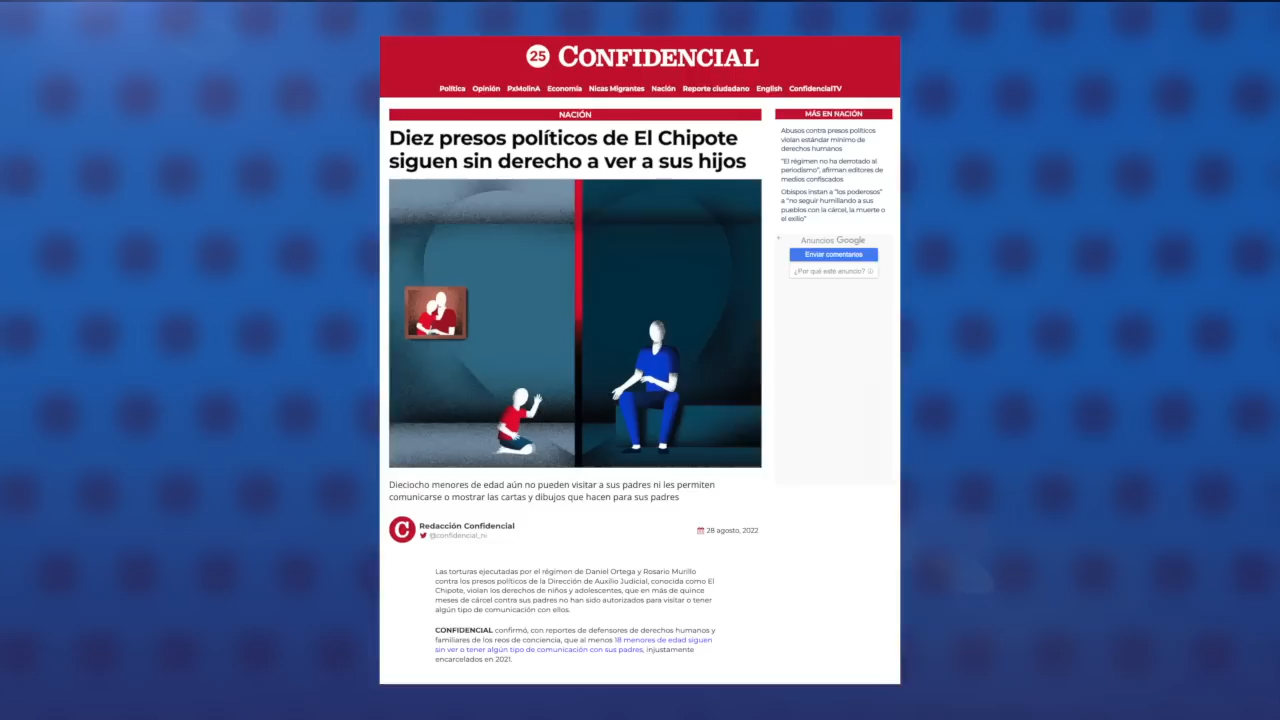 25 CONFIDENCIAL
Política Opinión PxMolinA Economía Nicas Migrantes Nación Reporte ciudadano English ConfidencialTV
NACIÓN
Diez presos políticos de El Chipote
siguen sin derecho a ver a sus hijos
Dieciocho menores de edad aún no pueden visitar a sus padres ni les permiten
comunicarse o mostrar las cartas y dibujos que hacen para sus padres
C
Redacción Confidencial
@confidencial_ni
28 agosto, 2022
Las torturas ejecutadas por el régimen de Daniel Ortega y Rosario Murillo
contra los presos políticos de la Dirección de Auxilio Judicial, conocida como El
Chipote, violan los derechos de niños y adolescentes, que en más de quince
meses de cárcel contra sus padres no han sido autorizados para visitar o tener
algún tipo de comunicación con ellos.
CONFIDENCIAL confirmó, con reportes de defensores de derechos humanos y
familiares de los reos de conciencia, que al menos 18 menores de edad siguen
sin ver o tener algún tipo de comunicación con sus padres, injustamente
encarcelados en 2021.
MÁS EN NACIÓN
Abusos contra presos políticos
violan estándar mínimo de
derechos humanos
"El régimen no ha derrotado al
periodismo", afirman editores de
medios confiscados
Obispos instan a "los poderosos"
a "no seguir humillando a sus
pueblos con la cárcel, la muerte o
el exilio"
Anuncios Google
Enviar comentarios
¿Por qué este anuncio?